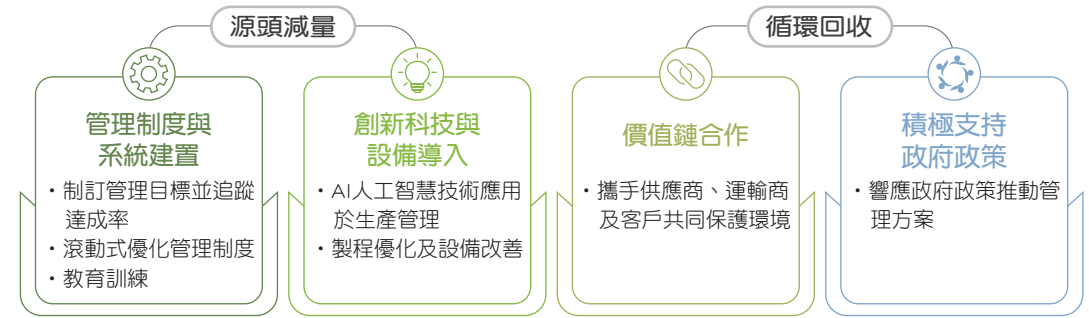 源頭減量
循環回收
管理制度與
系統建置
・制訂管理目標並追蹤
達成率
・滾動式優化管理制度
・教育訓練
創新科技與
設備導入
・AI人工智慧技術應用
於生產管理
・製程優化及設備改善
價值鏈合作
・攜手供應商、運輸商
及客戶共同保護環境
積極支持
政府政策
・響應政府政策推動管
理方案